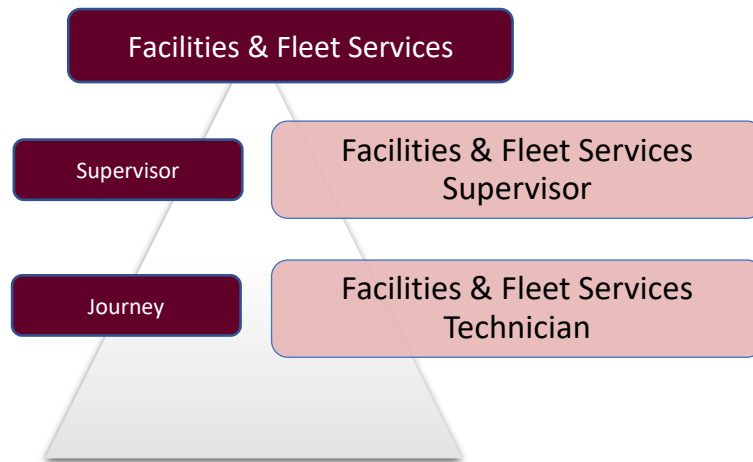 Facilities & Fleet Services
Supervisor
Facilities & Fleet Services
Supervisor
Journey
Facilities & Fleet Services
Technician